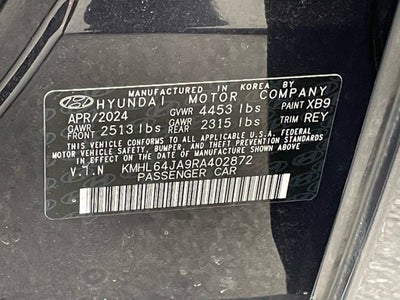 MANUFACTURED IN KOREA BY
HYUNDAI MOTOR COMPANY
APR/2024 GVWR 4453 lbs PAINT XB9
GAWR FRONT 2513 lbs GAWR REAR 2315 lbs TRIM REY
THIS VEHICLE CONFORMS TO ALL APPLICABLE U.S.A. FEDERAL
MOTOR VEHICLE SAFETY, BUMPER, AND THEFT PREVENTION
STANDARDS IN EFFECT ON THE DATE OF MANUFACTURE SHOWN ABOVE.
V.I.N KMHL64JA9RA402872
PASSENGER CAR